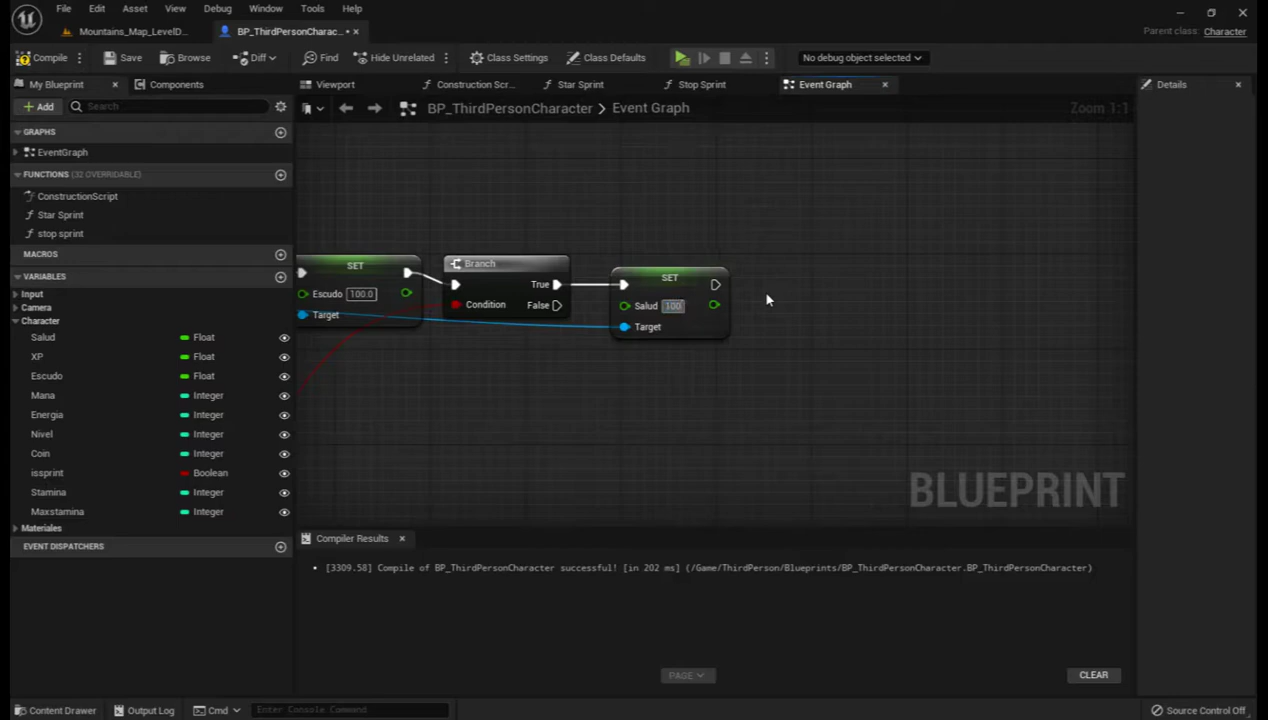 File Edit Asset View Debug Window Tools Help
Mountains_Map_LevelD...
BP_ThirdPersonCharac...
Parent class: Character
Compile
Save
Browse
Diff
Find
Hide Unrelated
Class Settings
Class Defaults
No debug object selected
My Blueprint
Components
Viewport
Construction Scr...
Star Sprint
Stop Sprint
Event Graph
Details
+ Add
Search
BP_ThirdPersonCharacter > Event Graph
Zoom 1:1
GRAPHS
EventGraph
FUNCTIONS (32 OVERRIDABLE)
ConstructionScript
Star Sprint
stop sprint
MACROS
VARIABLES
Input
Camera
Character
Salud Float
XP Float
Escudo Float
Mana Integer
Energia Integer
Nivel Integer
Coin Integer
issprint Boolean
Stamina Integer
Maxstamina Integer
Materiales
EVENT DISPATCHERS
SET
Escudo 100.0
Target
Branch
True
Condition False
SET
Salud 100
Target
BLUEPRINT
Compiler Results
[3309.58] Compile of BP_ThirdPersonCharacter successful! [in 202 ms] (/Game/ThirdPerson/Blueprints/BP_ThirdPersonCharacter.BP_ThirdPersonCharacter)
PAGE
CLEAR
Content Drawer
Output Log
Cmd
Enter Console Command
Source Control Off